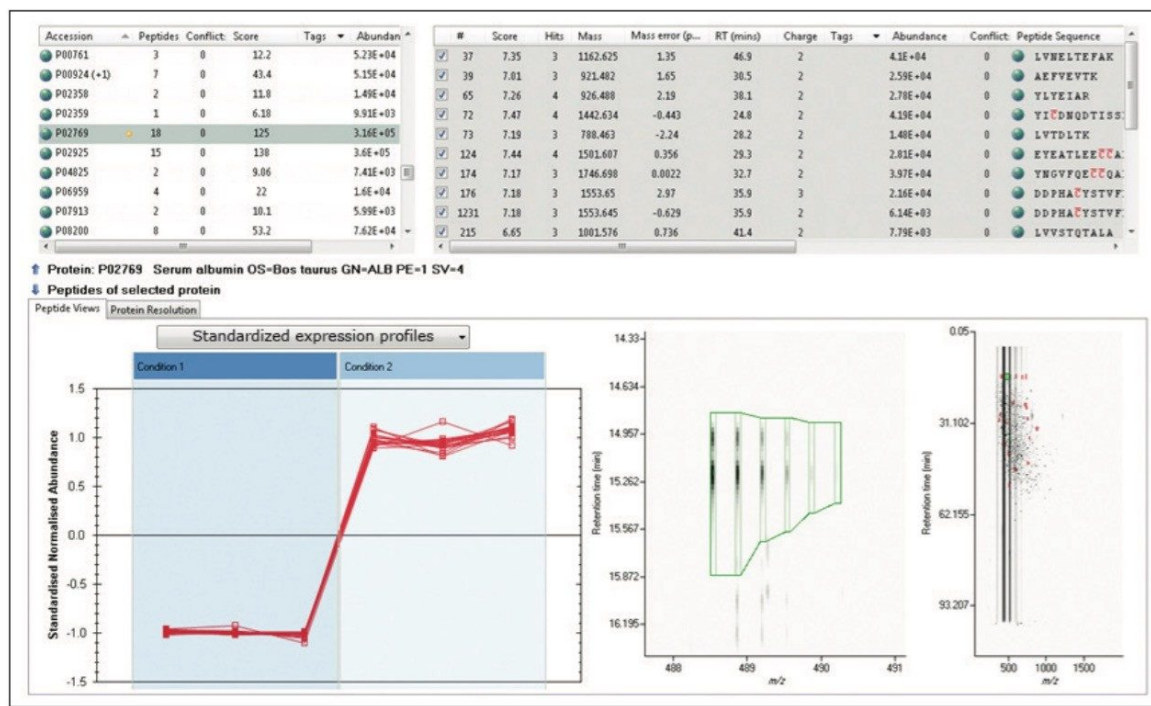 Accession Peptides Conflict: Score Tags Abundan
P00761 3 0 12.2 5.23E+04
P00924 (+1) 7 0 43.4 5.15E+04
P02358 2 0 11.8 1.49E+04
P02359 1 0 6.18 9.91E+03
P02769 18 0 125 3.16E+05
P02925 15 0 138 3.6E+05
P04825 2 0 9.06 7.41E+03
P06959 4 0 22 1.6E+04
P07913 2 0 10.1 5.99E+03
P08200 8 0 53.2 7.62E+04
# Score Hits Mass Mass error (p... RT (mins) Charge Tags Abundance Conflict: Peptide Sequence
37 7.35 3 1162.625 1.35 46.9 2 4.1E+04 0 LVNELTEFAK
39 7.01 3 921.482 1.65 30.5 2 2.59E+04 0 AEFVEVTK
65 7.26 4 926.488 2.19 38.1 2 2.78E+04 0 YLYEIAR
72 7.47 4 1442.634 -0.443 24.8 2 4.19E+04 0 YICDNQDTISS
73 7.19 3 788.463 -2.24 28.2 2 1.48E+04 0 LVTDLTK
124 7.44 4 1501.607 0.356 29.3 2 2.81E+04 0 EYEATLEECCA
174 7.17 3 1746.698 0.0022 32.7 2 3.97E+04 0 YNGVFQECCQA
176 7.18 3 1553.65 2.97 35.9 3 2.16E+04 0 DDPHACYSTVF
1231 7.18 3 1553.645 -0.629 35.9 2 6.14E+03 0 DDPHACYSTVF
215 6.65 3 1001.576 0.736 41.4 2 7.79E+03 0 LVVSTQTALA
Protein: P02769 Serum albumin OS=Bos taurus GN=ALB PE=1 SV=4
Peptides of selected protein
Peptide Views Protein Resolution
Standardized expression profiles
Condition 1 Condition 2
Standardised Normalised Abundance
1.5
1.0
0.5
0.0
-0.5
-1.0
-1.5
Retention time [min]
14.33
14.634
14.957
15.262
15.567
15.872
16.195
488 489 490 491
m/z
Retention time [min]
0.05
31.102
62.155
93.207
500 1000 1500
m/z